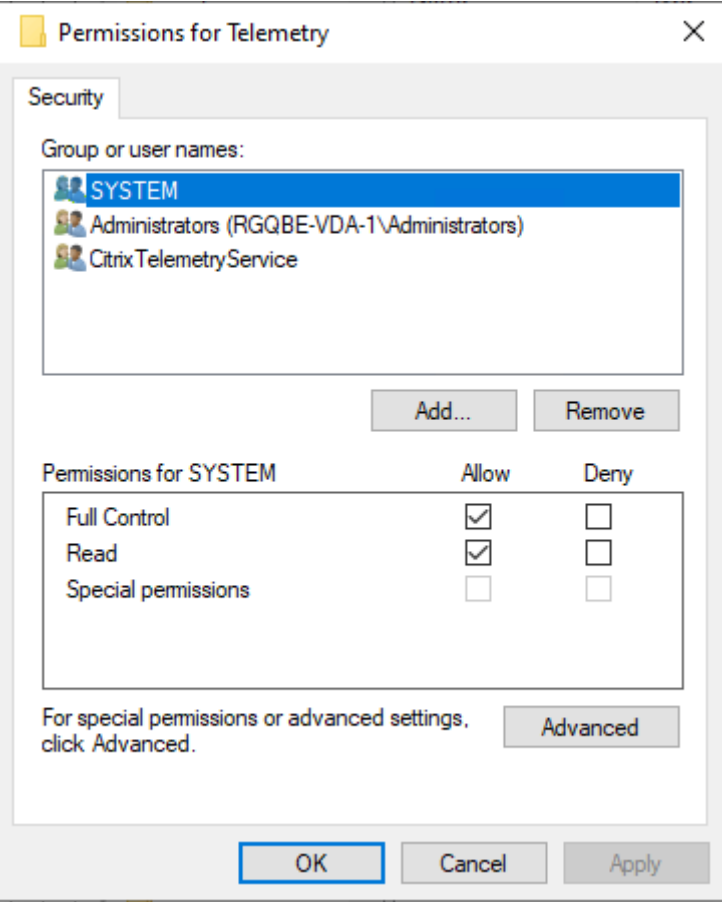 Permissions for Telemetry
Security
Group or user names:
SYSTEM
Administrators (RGQBE-VDA-1\Administrators)
CitrixTelemetryService
Add... Remove
Permissions for SYSTEM Allow Deny
Full Control
Read
Special permissions
For special permissions or advanced settings,
click Advanced.
Advanced
OK Cancel Apply